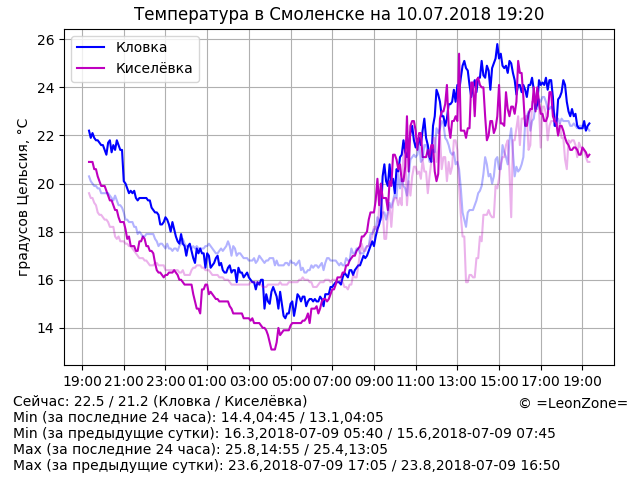 Температура в Смоленске на 10.07.2018 19:20
Кловка
Киселёвка
градусов Цельсия, °C
26
24
22
20
18
16
14
19:00 21:00 23:00 01:00 03:00 05:00 07:00 09:00 11:00 13:00 15:00 17:00 19:00
Сейчас: 22.5 / 21.2 (Кловка / Киселёвка)
© =LeonZone=
Min (за последние 24 часа): 14.4,04:45 / 13.1,04:05
Min (за предыдущие сутки): 16.3,2018-07-09 05:40 / 15.6,2018-07-09 07:45
Max (за последние 24 часа): 25.8,14:55 / 25.4,13:05
Max (за предыдущие сутки): 23.6,2018-07-09 17:05 / 23.8,2018-07-09 16:50